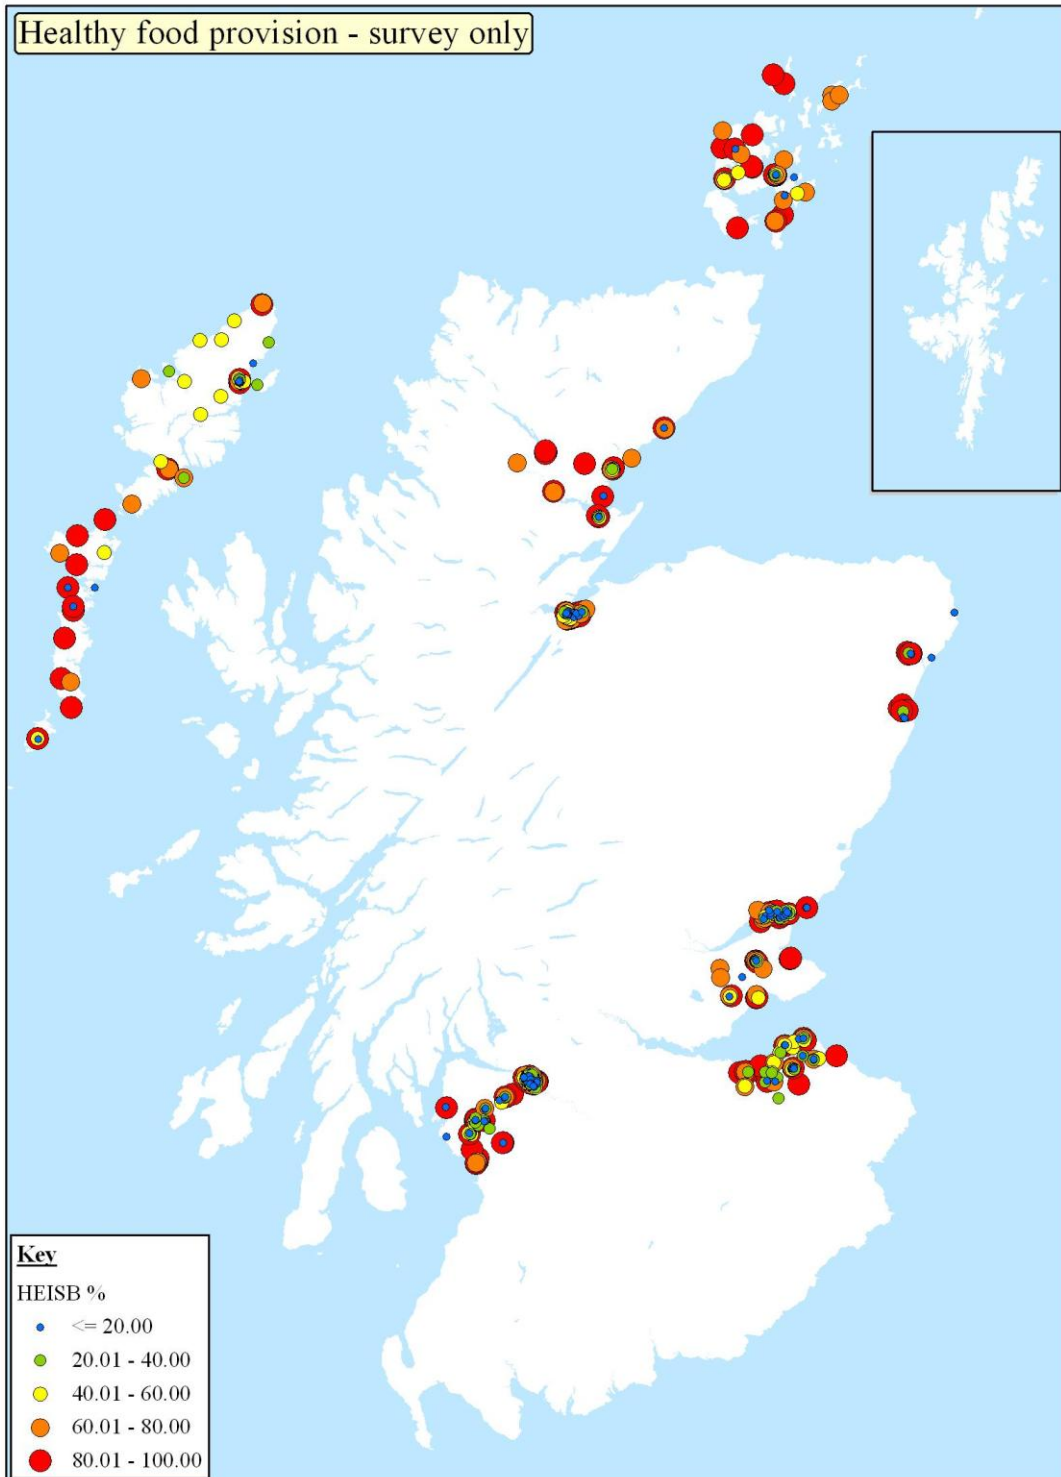 Healthy food provision - survey only
Key
HEISB %
<= 20.00
20.01 - 40.00
40.01 - 60.00
60.01 - 80.00
80.01 - 100.00